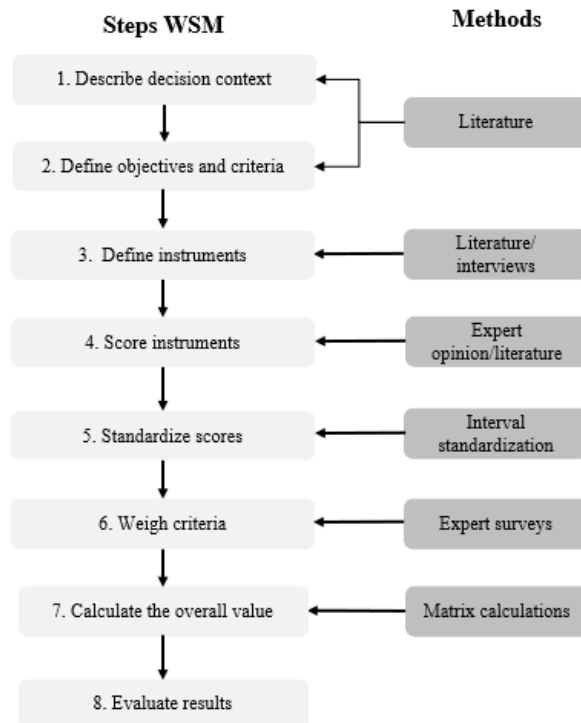 Steps WSM
Methods
1. Describe decision context
Literature
2. Define objectives and criteria
3. Define instruments
Literature/
interviews
4. Score instruments
Expert
opinion/literature
5. Standardize scores
Interval
standardization
6. Weigh criteria
Expert surveys
7. Calculate the overall value
Matrix calculations
8. Evaluate results